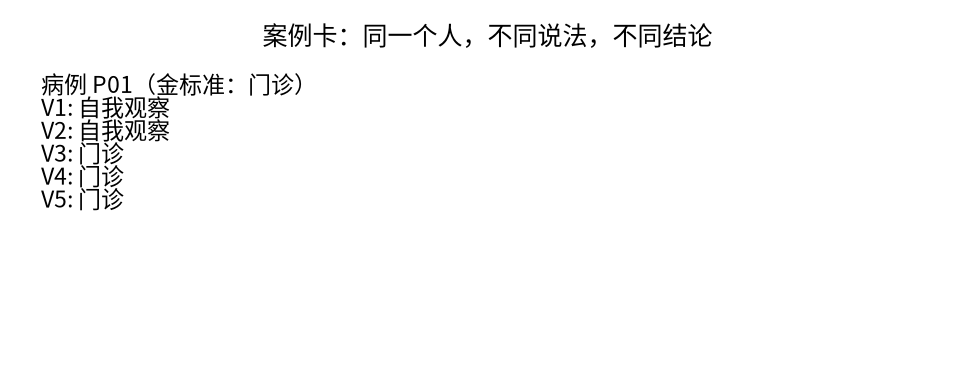 案例卡：同一个人，不同说法，不同结论
病例 P01（金标准：门诊）
V1: 自我观察
V2: 自我观察
V3: 门诊
V4: 门诊
V5: 门诊